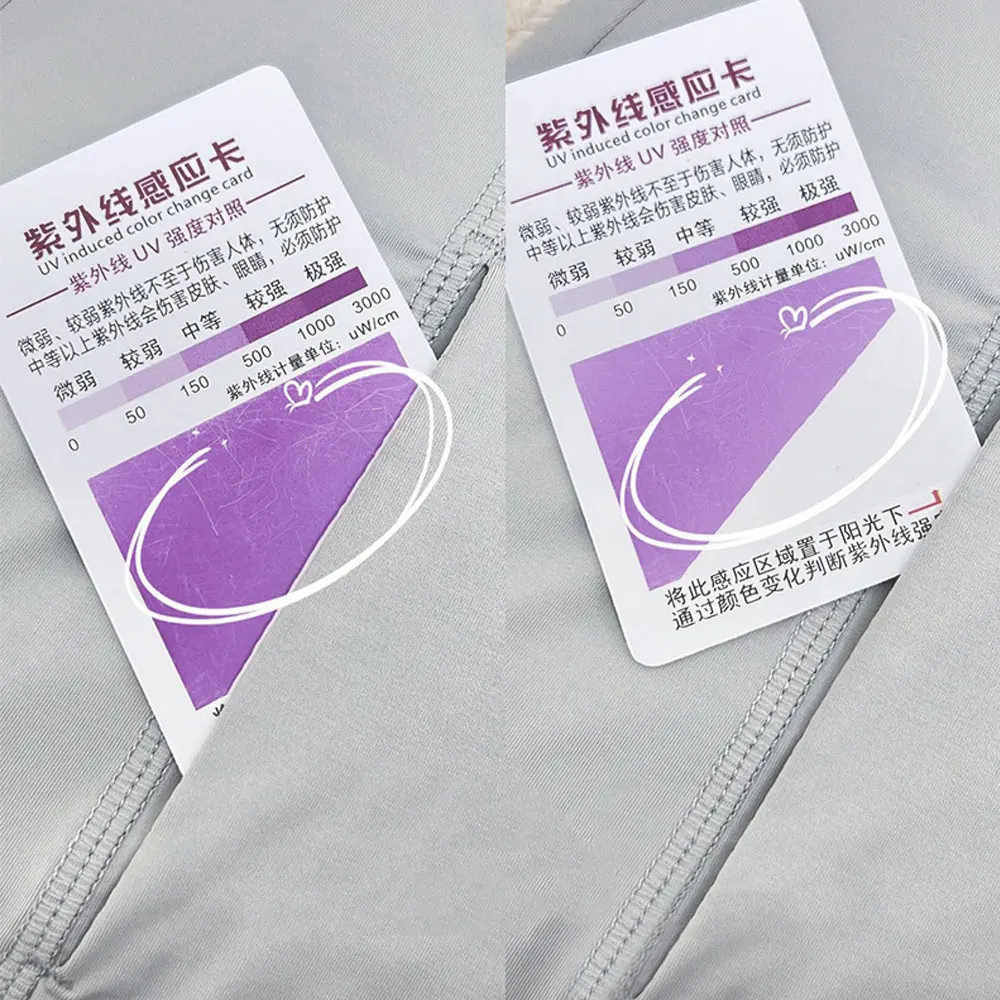 紫外线感应卡
UV induced color change card
紫外线 UV 强度对照
微弱、较弱紫外线不至于伤害人体，无须防护
中等以上紫外线会伤害皮肤、眼睛，必须防护
微弱 较弱 中等 较强 极强
0 50 150 500 1000 3000
紫外线计量单位：uW/cm
紫外线感应卡
UV induced color change card
紫外线 UV 强度对照
微弱、较弱紫外线不至于伤害人体，无须防护
中等以上紫外线会伤害皮肤、眼睛，必须防护
微弱 较弱 中等 较强 极强
0 50 150 500 1000 3000
紫外线计量单位：uW/cm
将此感应区域置于阳光下
通过颜色变化判断紫外线强